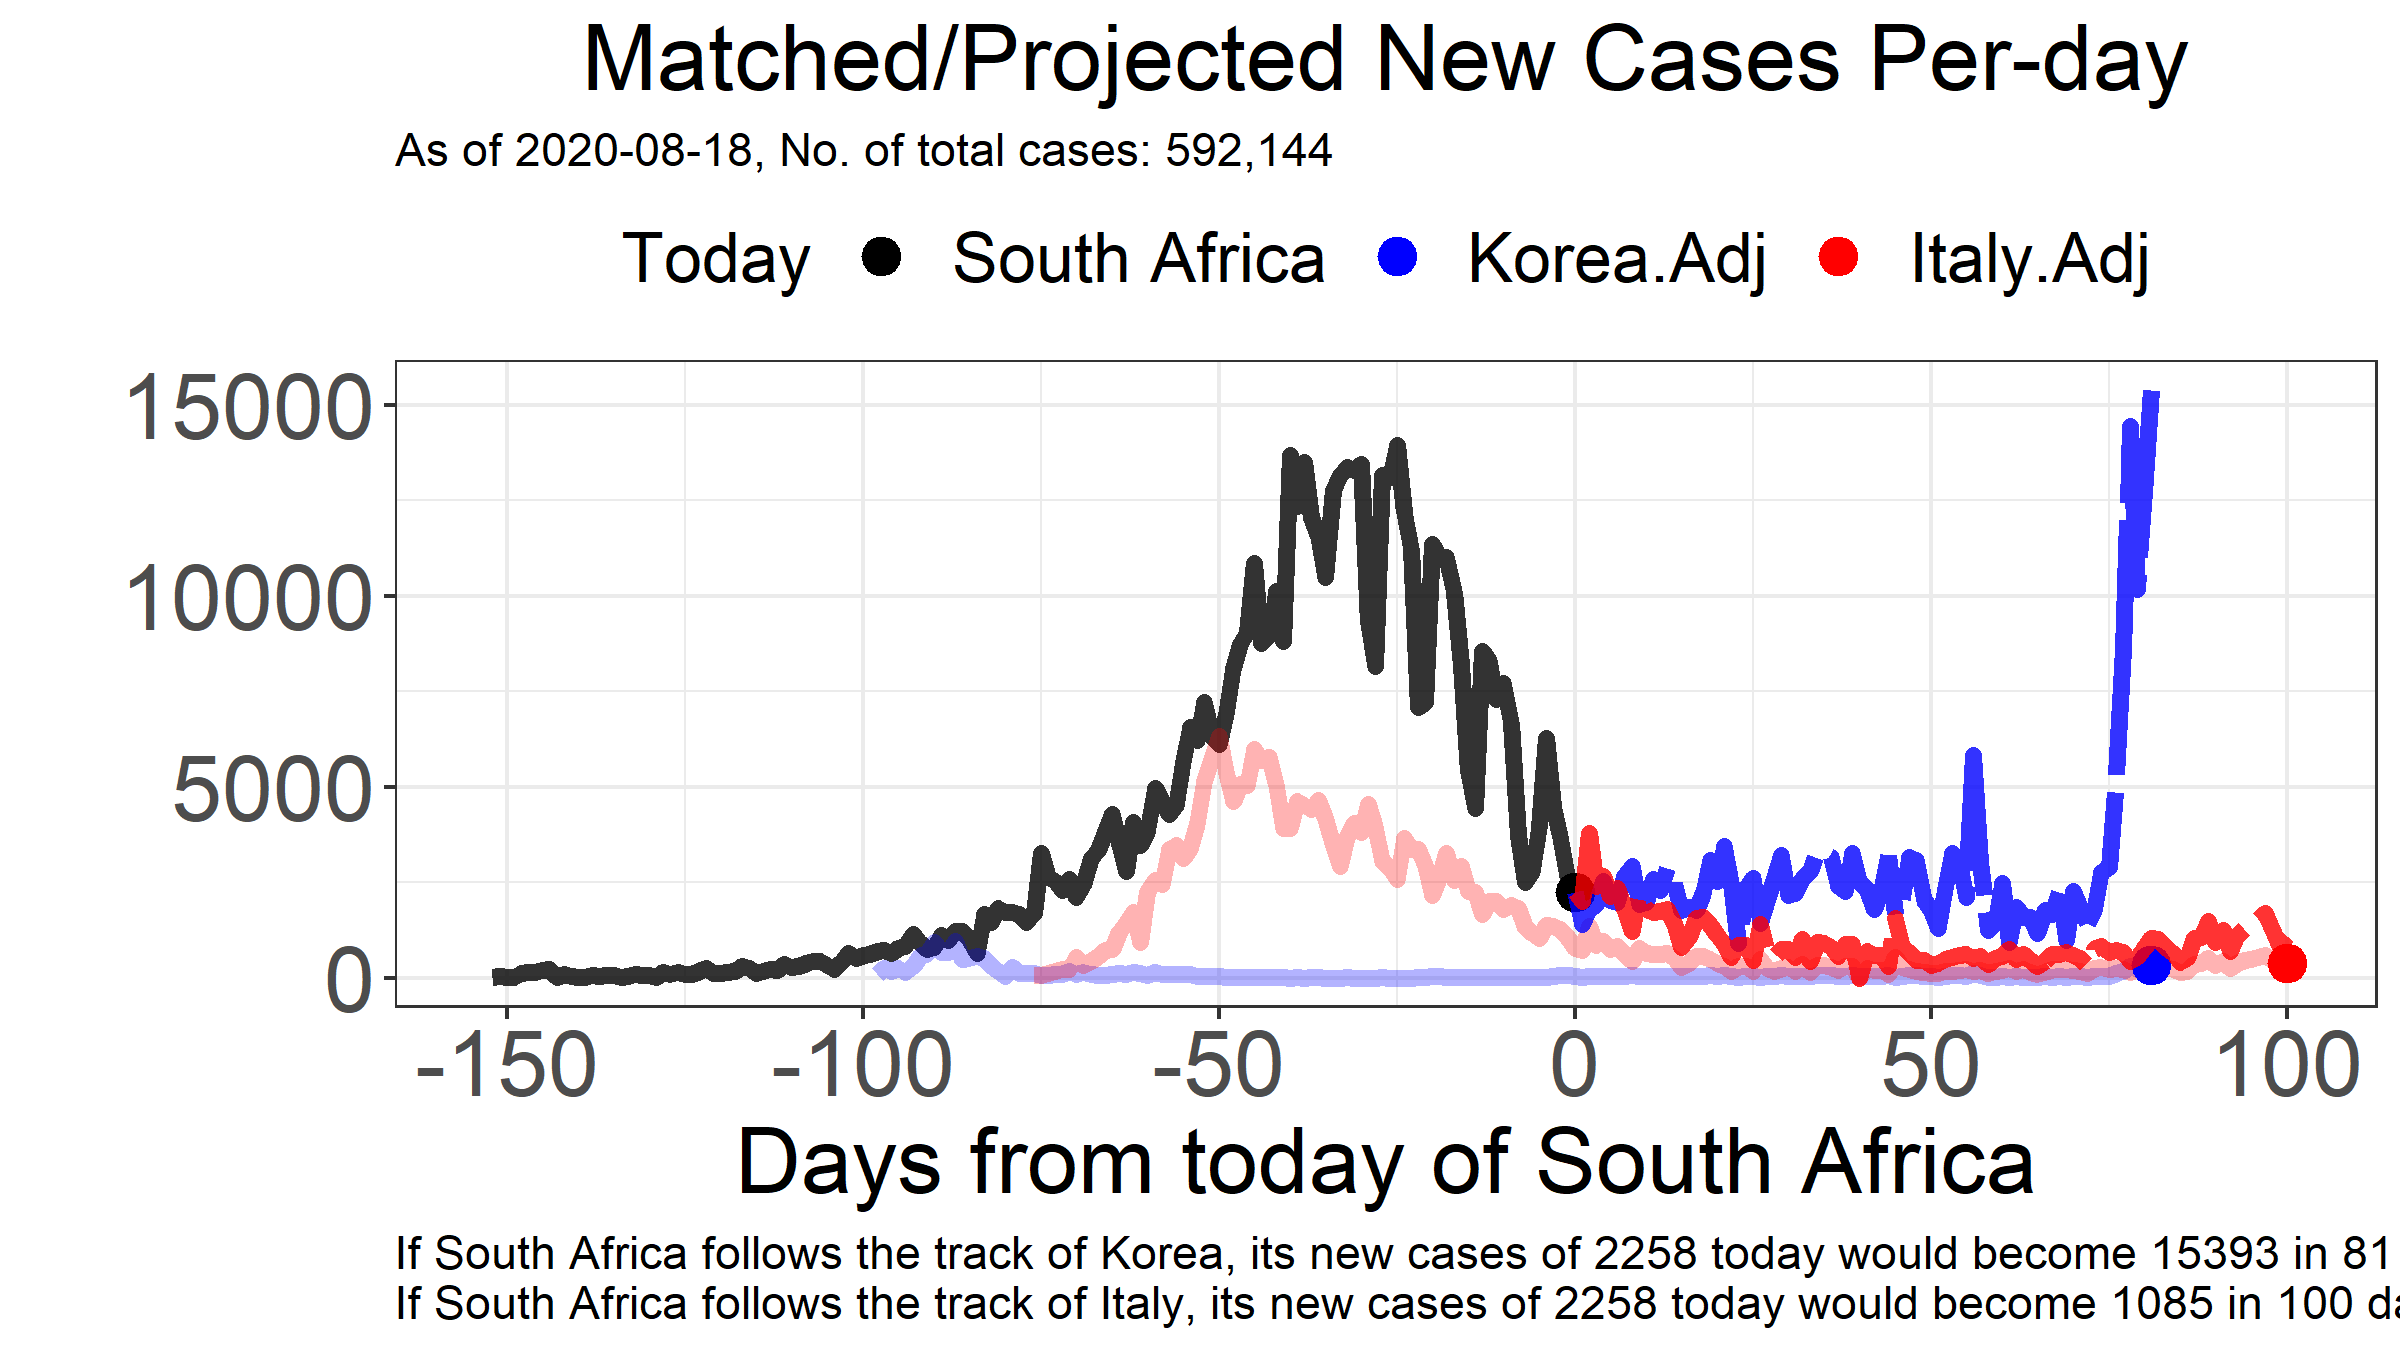 Matched/Projected New Cases Per-day
As of 2020-08-18, No. of total cases: 592,144
Today South Africa Korea.Adj Italy.Adj
15000
10000
5000
0
-150 -100 -50 0 50 100
Days from today of South Africa
If South Africa follows the track of Korea, its new cases of 2258 today would become 15393 in 81
If South Africa follows the track of Italy, its new cases of 2258 today would become 1085 in 100